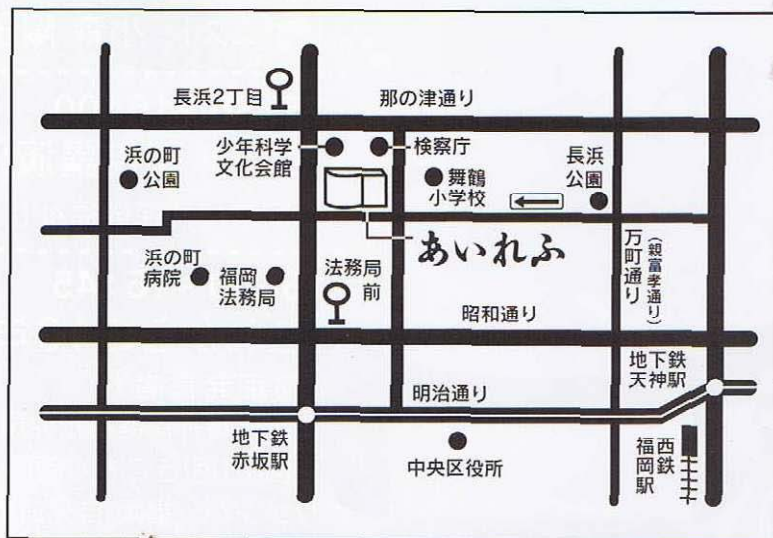 長浜2丁目
那の津通り
少年科学
文化会館
検察庁
浜の町
公園
舞鶴
小学校
長浜
公園
あいれふ
万町通り
(親富孝通り)
浜の町
病院
福岡
法務局
法務局
前
昭和通り
地下鉄
天神駅
明治通り
地下鉄
赤坂駅
中央区役所
西鉄
福岡駅